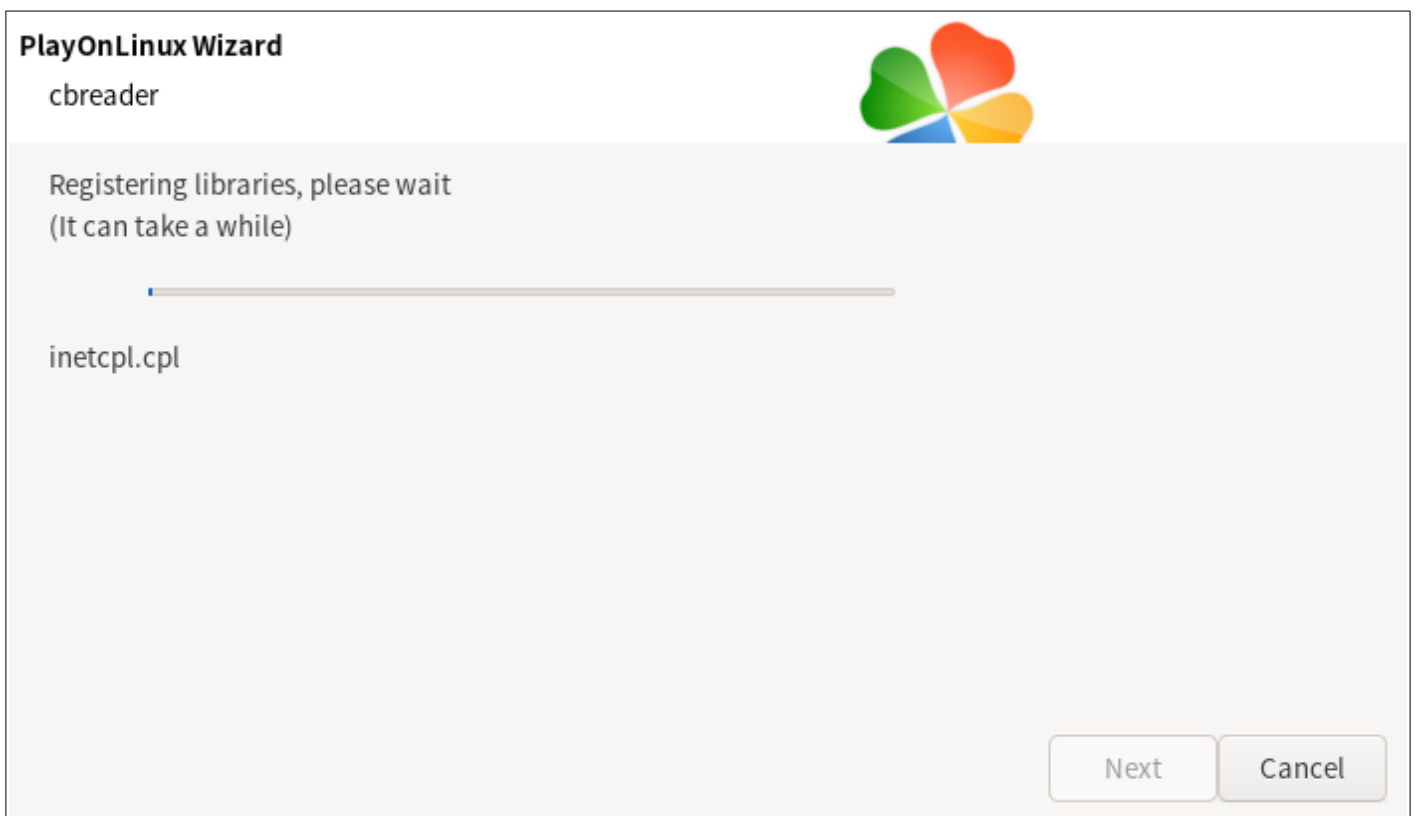 PlayOnLinux Wizard
cbreader
Registering libraries, please wait
(It can take a while)
inetcpl.cpl
Next
Cancel